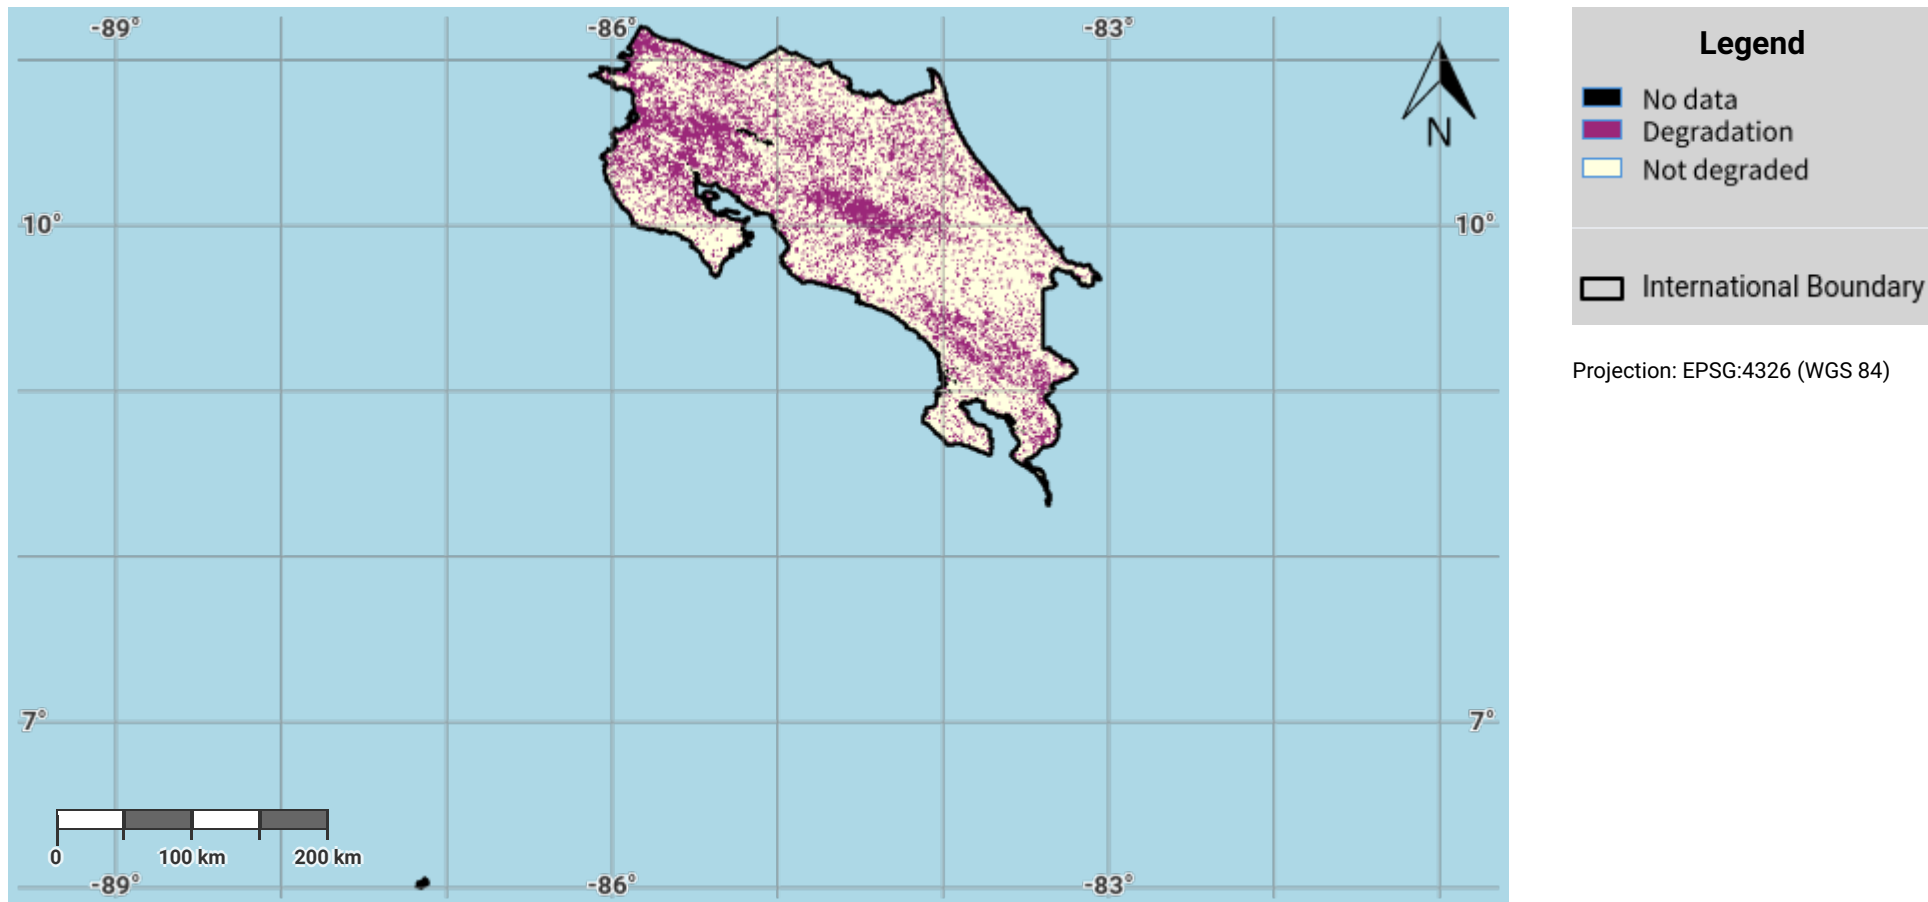 -89° -86° -83°
10° 10°
7° 7°
0 100 km 200 km
-89° -86° -83°
N
Legend
No data
Degradation
Not degraded
International Boundary
Projection: EPSG:4326 (WGS 84)